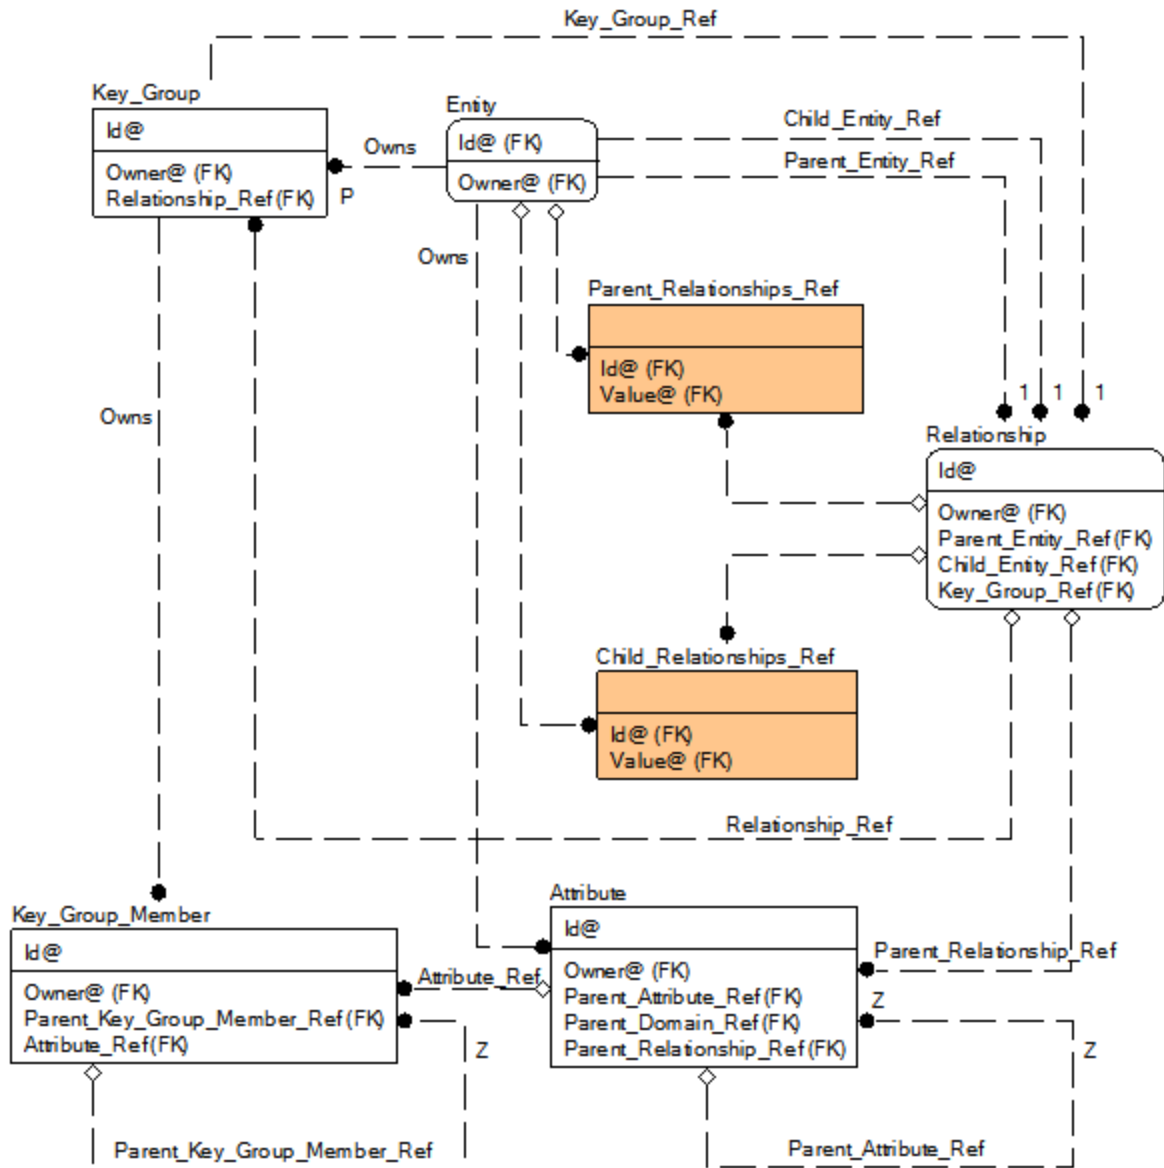 Key_Group_Ref
Key_Group
Id@
Owner@ (FK)
Relationship_Ref(FK)
Owns
P
Entity
Id@ (FK)
Owner@ (FK)
Child_Entity_Ref
Parent_Entity_Ref
Owns
Parent_Relationships_Ref
Id@ (FK)
Value@ (FK)
1
1
1
Owns
Relationship
Id@
Owner@ (FK)
Parent_Entity_Ref(FK)
Child_Entity_Ref(FK)
Key_Group_Ref(FK)
Child_Relationships_Ref
Id@ (FK)
Value@ (FK)
Relationship_Ref
Key_Group_Member
Id@
Owner@ (FK)
Parent_Key_Group_Member_Ref(FK)
Attribute_Ref(FK)
Attribute_Ref
Attribute
Id@
Owner@ (FK)
Parent_Attribute_Ref(FK)
Parent_Domain_Ref(FK)
Parent_Relationship_Ref(FK)
Parent_Relationship_Ref
Z
Z
Z
Parent_Key_Group_Member_Ref
Parent_Attribute_Ref